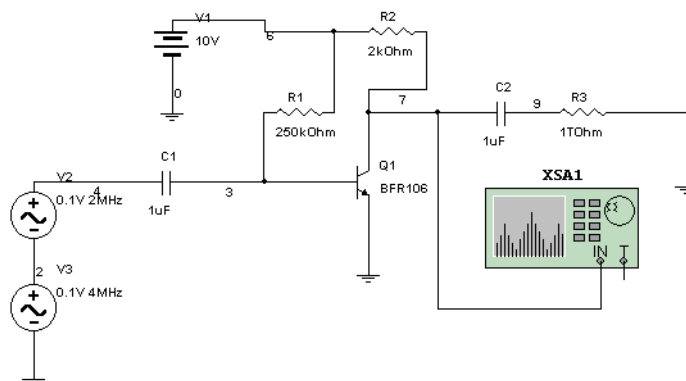 V1
10V
6
0
R2
2kOhm
R1
250kOhm
7
C2
1uF
9
R3
1TOhm
Q1
BFR106
XSA1
IN T
C1
1uF
3
V2
4
0.1V 2MHz
2
V3
0.1V 4MHz